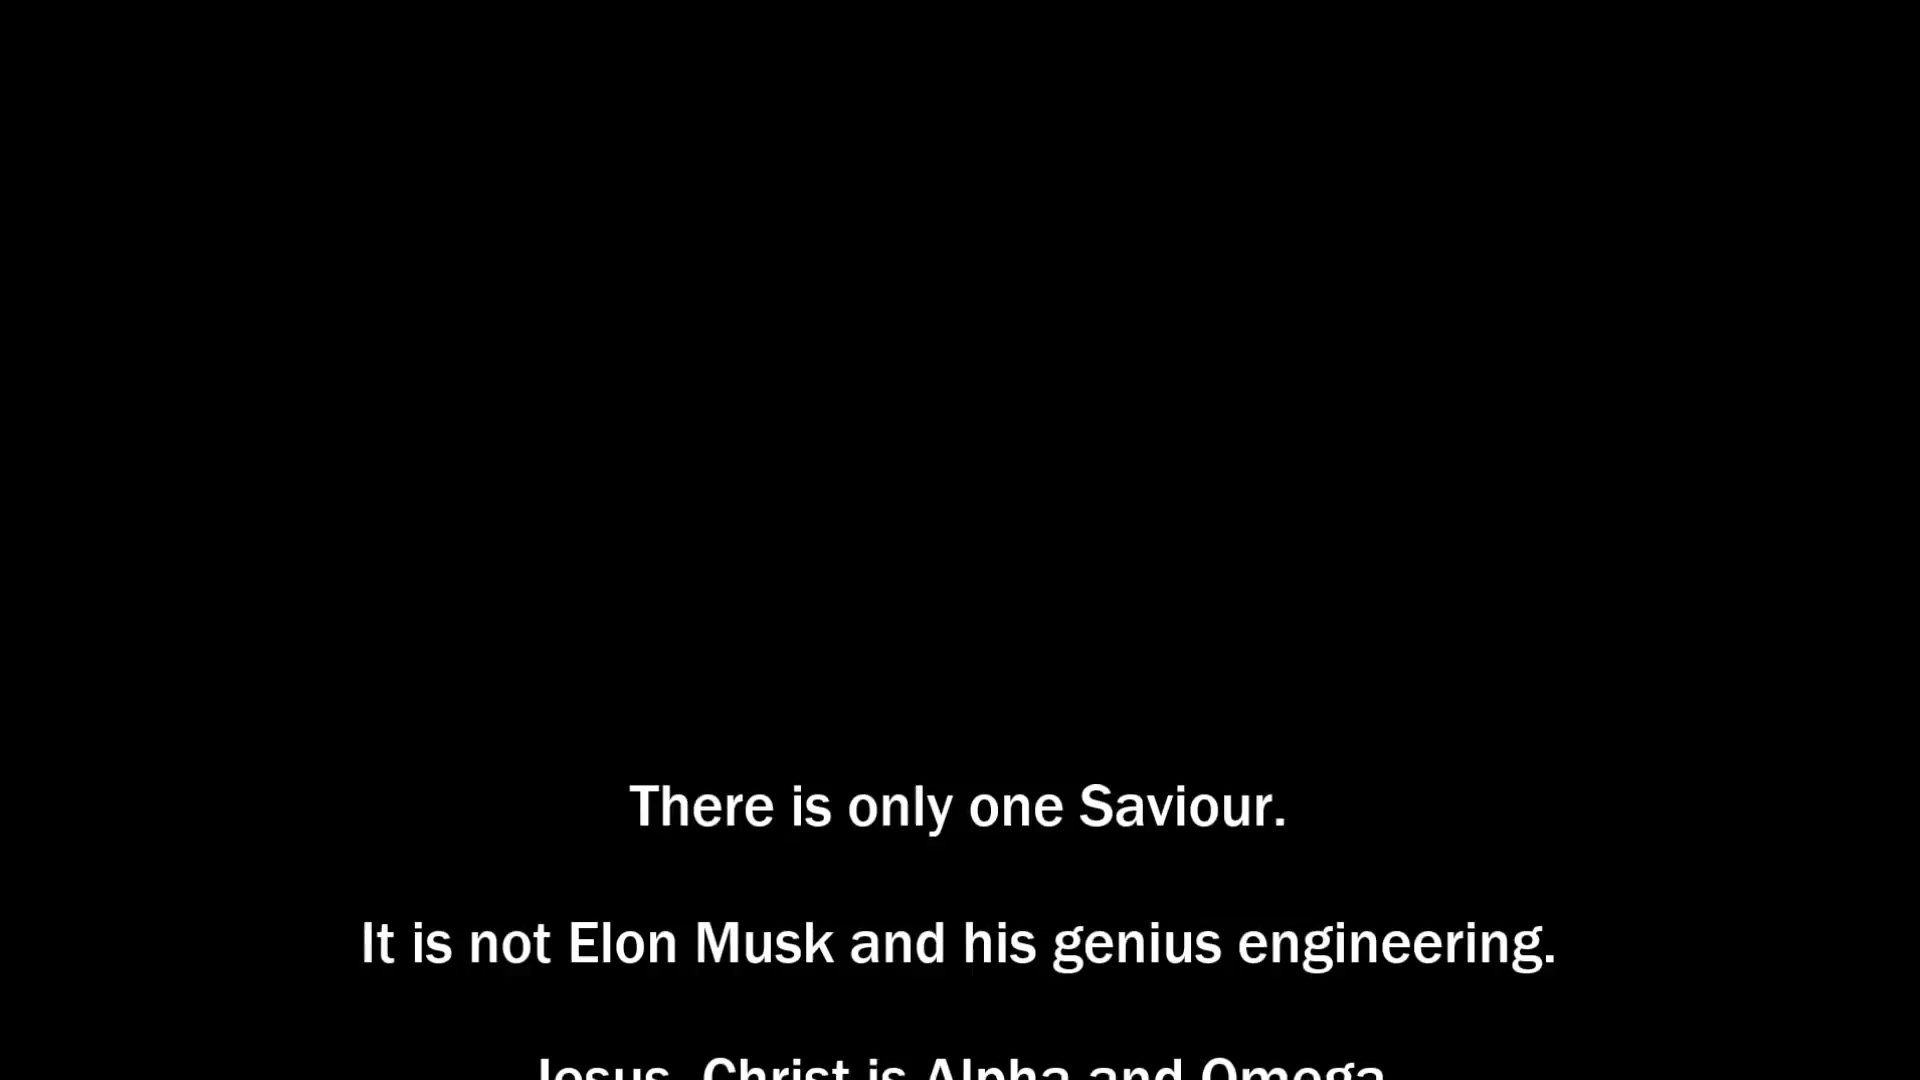 There is only one Saviour.
It is not Elon Musk and his genius engineering.
Jesus, Christ is Alpha and Omega